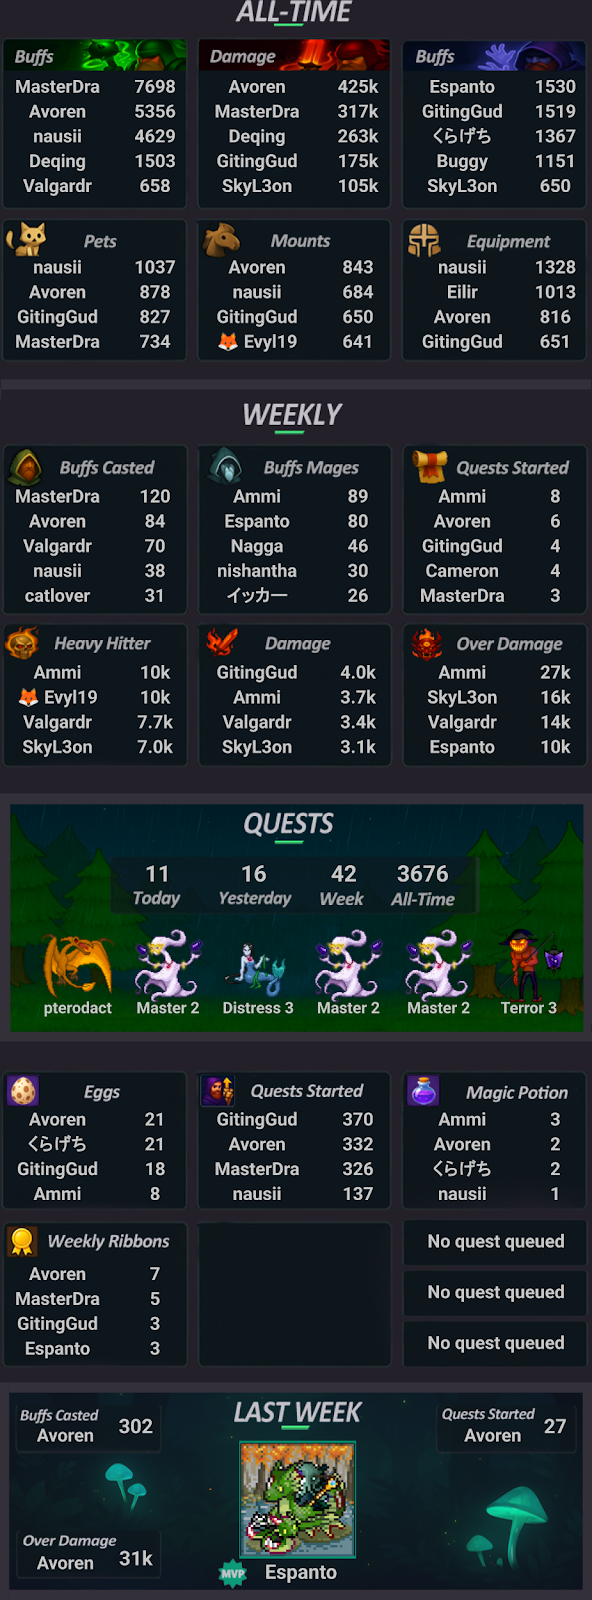 ALL-TIME
Buffs
MasterDra 7698
Avoren 5356
nausii 4629
Deqing 1503
Valgardr 658
Damage
Avoren 425k
MasterDra 317k
Deqing 263k
GitingGud 175k
SkyL3on 105k
Buffs
Espanto 1530
GitingGud 1519
くらげち 1367
Buggy 1151
SkyL3on 650
Pets
nausii 1037
Avoren 878
GitingGud 827
MasterDra 734
Mounts
Avoren 843
nausii 684
GitingGud 650
🦊 Evyl19 641
Equipment
nausii 1328
Eilir 1013
Avoren 816
GitingGud 651
WEEKLY
Buffs Casted
MasterDra 120
Avoren 84
Valgardr 70
nausii 38
catlover 31
Buffs Mages
Ammi 89
Espanto 80
Nagga 46
nishantha 30
イッカー 26
Quests Started
Ammi 8
Avoren 6
GitingGud 4
Cameron 4
MasterDra 3
Heavy Hitter
Ammi 10k
🦊 Evyl19 10k
Valgardr 7.7k
SkyL3on 7.0k
Damage
GitingGud 4.0k
Ammi 3.7k
Valgardr 3.4k
SkyL3on 3.1k
Over Damage
Ammi 27k
SkyL3on 16k
Valgardr 14k
Espanto 10k
QUESTS
11 16 42 3676
Today Yesterday Week All-Time
pterodact Master 2 Distress 3 Master 2 Master 2 Terror 3
Eggs
Avoren 21
くらげち 21
GitingGud 18
Ammi 8
Quests Started
GitingGud 370
Avoren 332
MasterDra 326
nausii 137
Magic Potion
Ammi 3
Avoren 2
くらげち 2
nausii 1
Weekly Ribbons
Avoren 7
MasterDra 5
GitingGud 3
Espanto 3
No quest queued
No quest queued
No quest queued
LAST WEEK
Buffs Casted
Avoren 302
Quests Started
Avoren 27
Over Damage
Avoren 31k
MVP Espanto